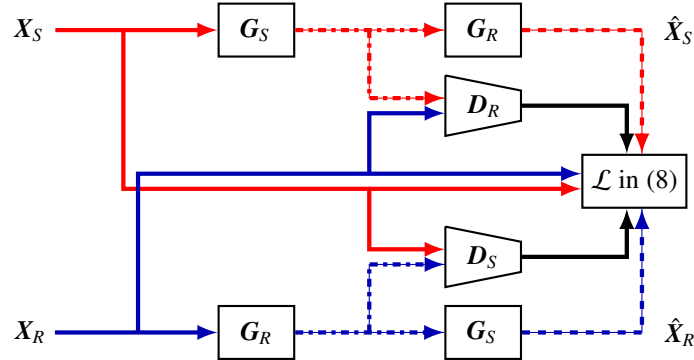 X_S G_S G_R X̂_S
D_R
ℒ in (8)
D_S
X_R G_R G_S X̂_R